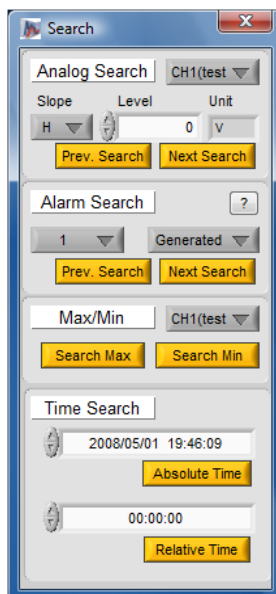 Search
Analog Search CH1(test
Slope Level Unit
H 0 V
Prev. Search Next Search
Alarm Search ?
1 Generated
Prev. Search Next Search
Max/Min CH1(test
Search Max Search Min
Time Search
2008/05/01 19:46:09
Absolute Time
00:00:00
Relative Time